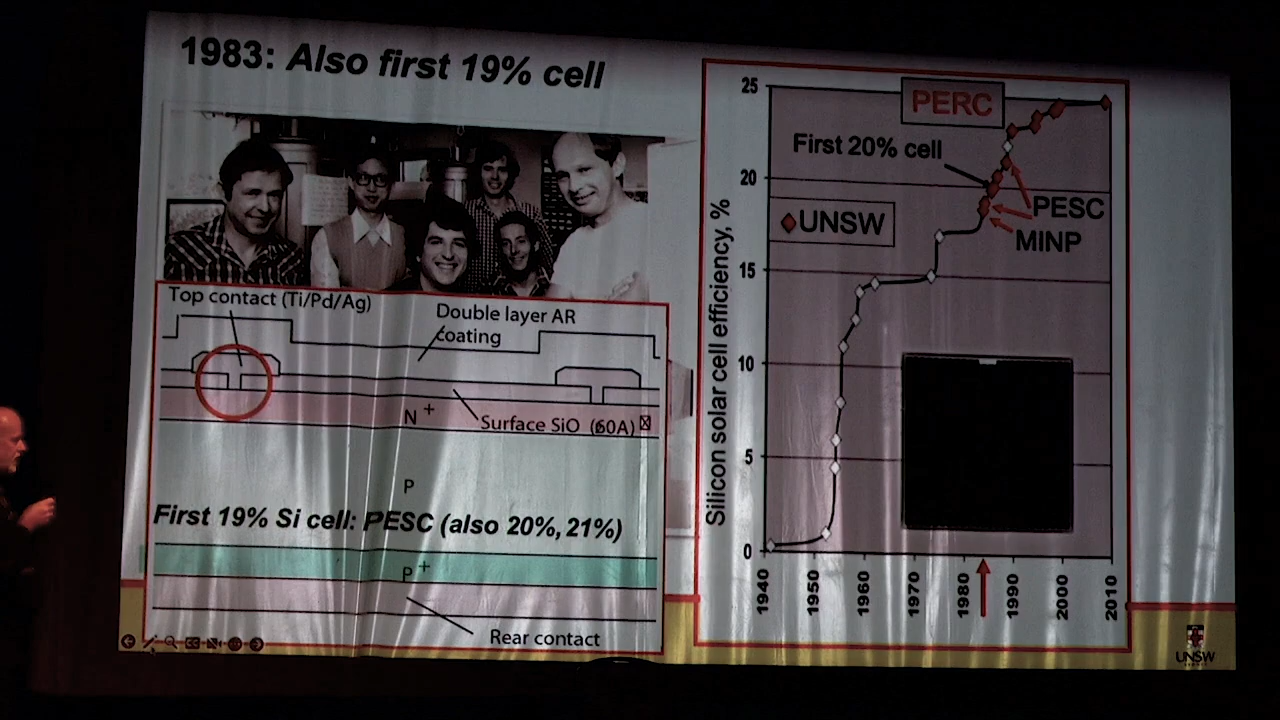 1983: Also first 19% cell
Top contact (Ti/Pd/Ag)
Double layer AR
coating
N+
Surface SiO (60A)
P
First 19% Si cell: PESC (also 20%, 21%)
P+
Rear contact
Silicon solar cell efficiency, %
25
20
15
10
5
0
PERC
First 20% cell
UNSW
PESC
MINP
1940
1950
1960
1970
1980
1990
2000
2010
UNSW